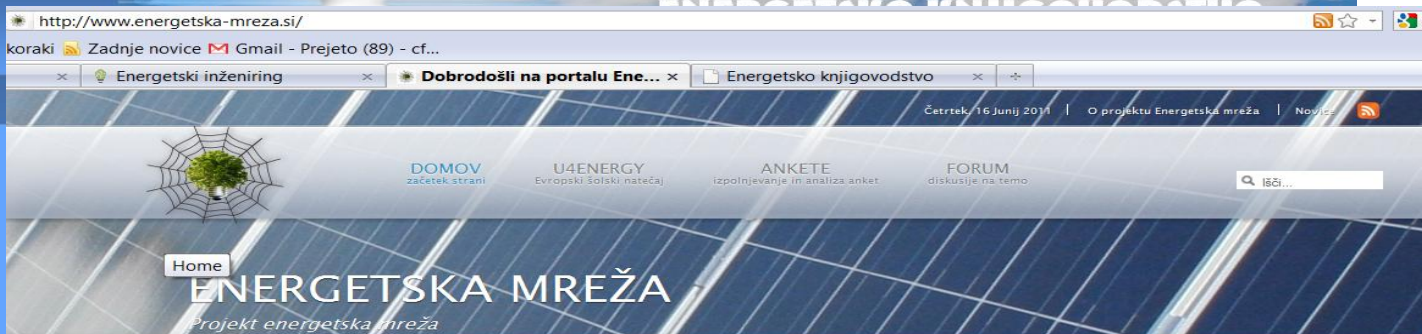 http://www.energetska-mreza.si/
koraki Zadnje novice Gmail - Prejeto (89) - cf...
Energetski inženiring Dobrodošli na portalu Ene... Energetsko knjigovodstvo
Četrtek, 16 Junij 2011 | O projektu Energetska mreža | Novice
DOMOV U4ENERGY ANKETE FORUM
začetek strani Evropski šolski natečaj izpolnjevanje in analiza anket diskusije na temo
Išči...
Home
ENERGETSKA MREŽA
Projekt energetska mreža